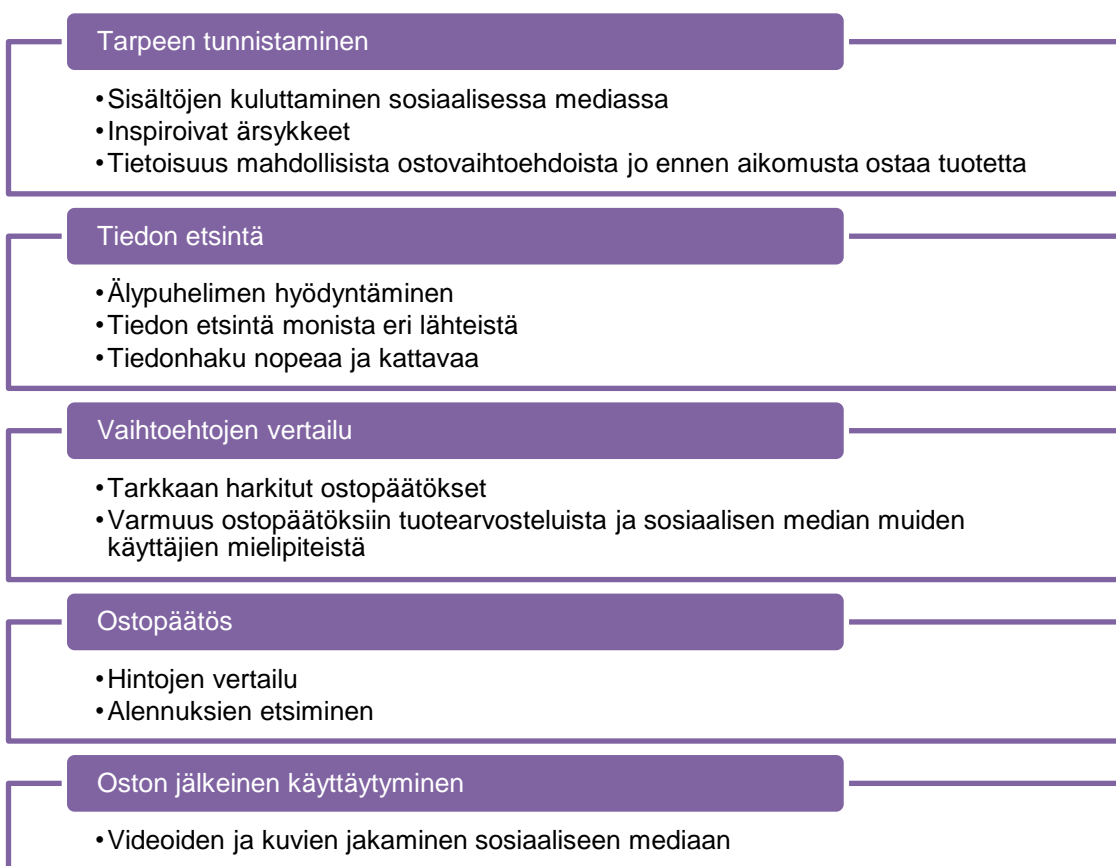 Tarpeen tunnistaminen
•Sisältöjen kuluttaminen sosiaalisessa mediassa
•Inspiroivat ärsykkeet
•Tietoisuus mahdollisista ostovaihtoehdoista jo ennen aikomusta ostaa tuotetta
Tiedon etsintä
•Älypuhelimen hyödyntäminen
•Tiedon etsintä monista eri lähteistä
•Tiedonhaku nopeaa ja kattavaa
Vaihtoehtojen vertailu
•Tarkkaan harkitut ostopäätökset
•Varmuus ostopäätöksiin tuotearvosteluista ja sosiaalisen median muiden
käyttäjien mielipiteistä
Ostopäätös
•Hintojen vertailu
•Alennuksien etsiminen
Oston jälkeinen käyttäytyminen
•Videoiden ja kuvien jakaminen sosiaaliseen mediaan